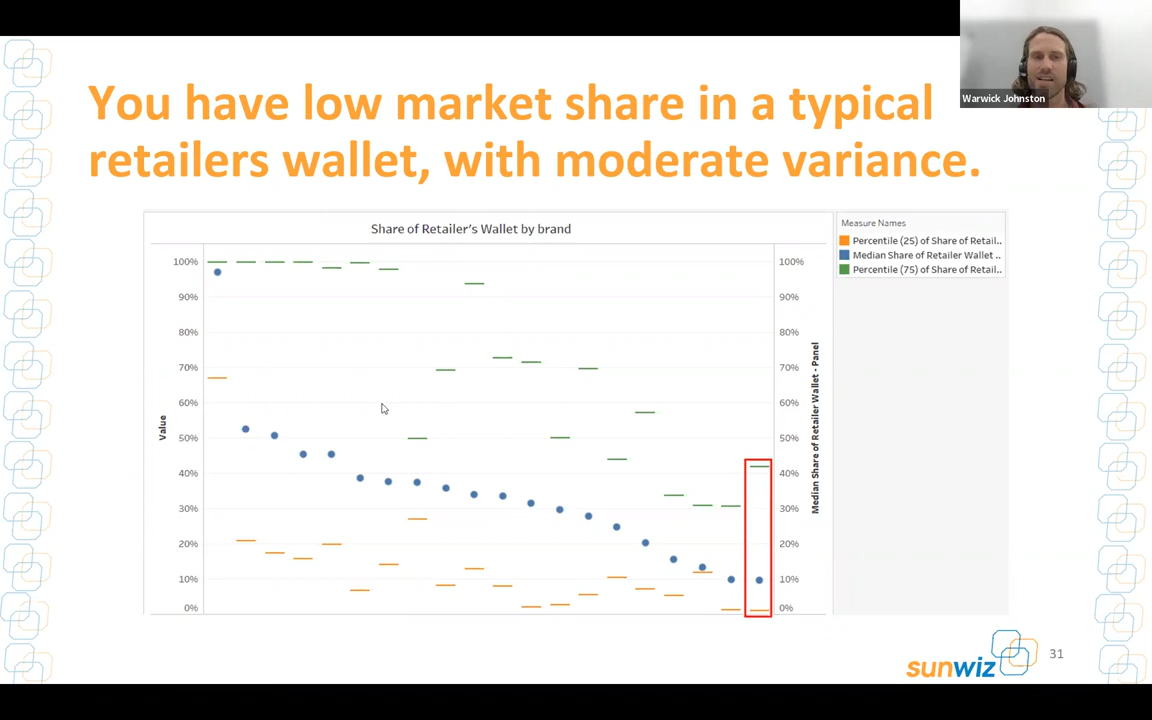 Warwick Johnston
You have low market share in a typical
retailers wallet, with moderate variance.
Share of Retailer's Wallet by brand
Measure Names
Percentile (25) of Share of Retail..
Median Share of Retailer Wallet ..
Percentile (75) of Share of Retail..
Value
100%
90%
80%
70%
60%
50%
40%
30%
20%
10%
0%
100%
90%
80%
70%
60%
50%
40%
30%
20%
10%
0%
Median Share of Retailer Wallet - Panel
sunwiz
31